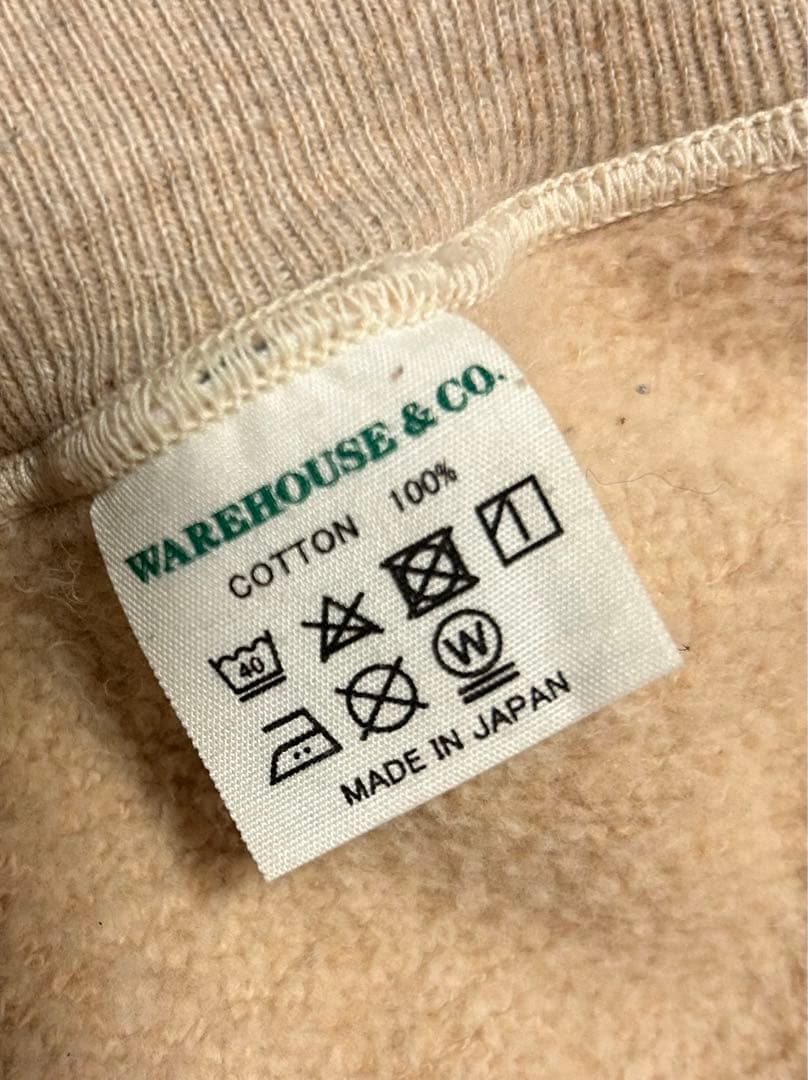 WAREHOUSE & CO.
COTTON 100%
40
W
MADE IN JAPAN